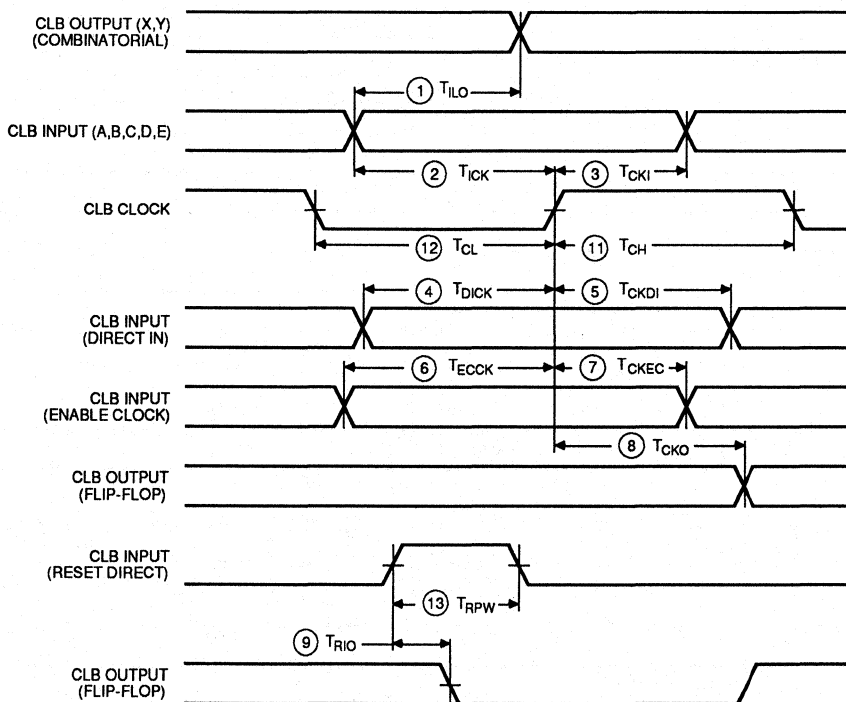 CLB OUTPUT (X,Y)
(COMBINATORIAL)
1 TILO
CLB INPUT (A,B,C,D,E)
2 TICK
3 TCKI
CLB CLOCK
12 TCL
11 TCH
4 TDICK
5 TCKDI
CLB INPUT
(DIRECT IN)
6 TECCK
7 TCKEC
CLB INPUT
(ENABLE CLOCK)
8 TCKO
CLB OUTPUT
(FLIP-FLOP)
CLB INPUT
(RESET DIRECT)
13 TRPW
9 TRIO
CLB OUTPUT
(FLIP-FLOP)